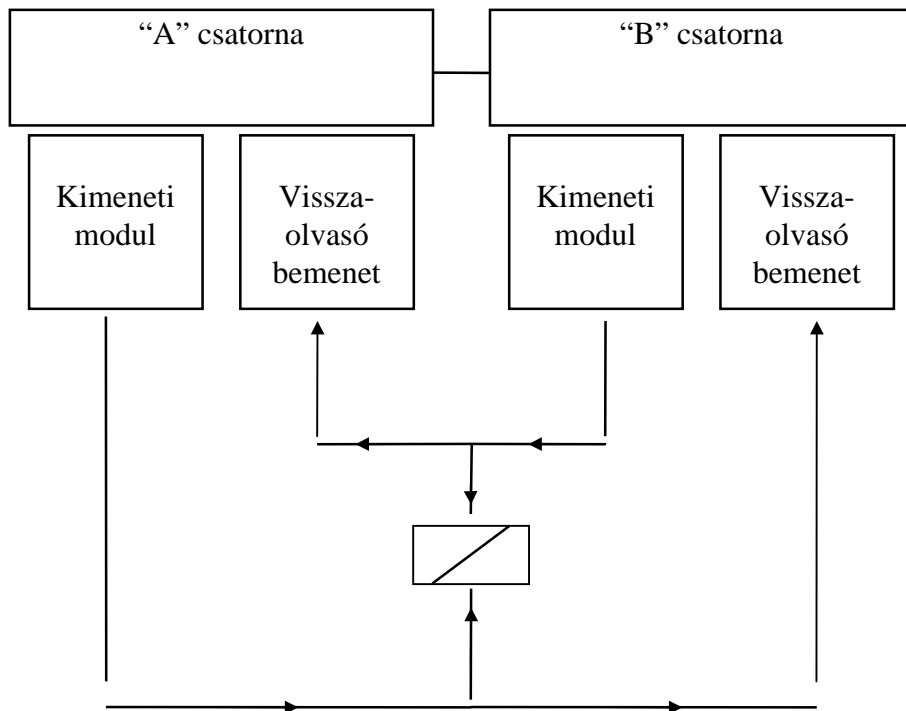 “A” csatorna
“B” csatorna
Kimeneti
modul
Vissza-
olvasó
bemenet
Kimeneti
modul
Vissza-
olvasó
bemenet